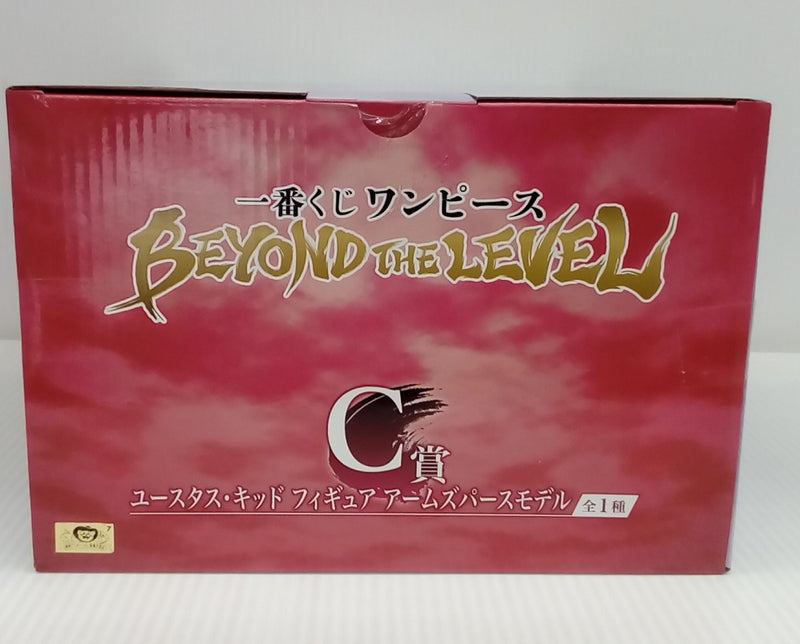 一番くじ ワンピース
BEYOND THE LEVEL
C賞
ユースタス・キッド フィギュア アームズパースモデル 全1種
7